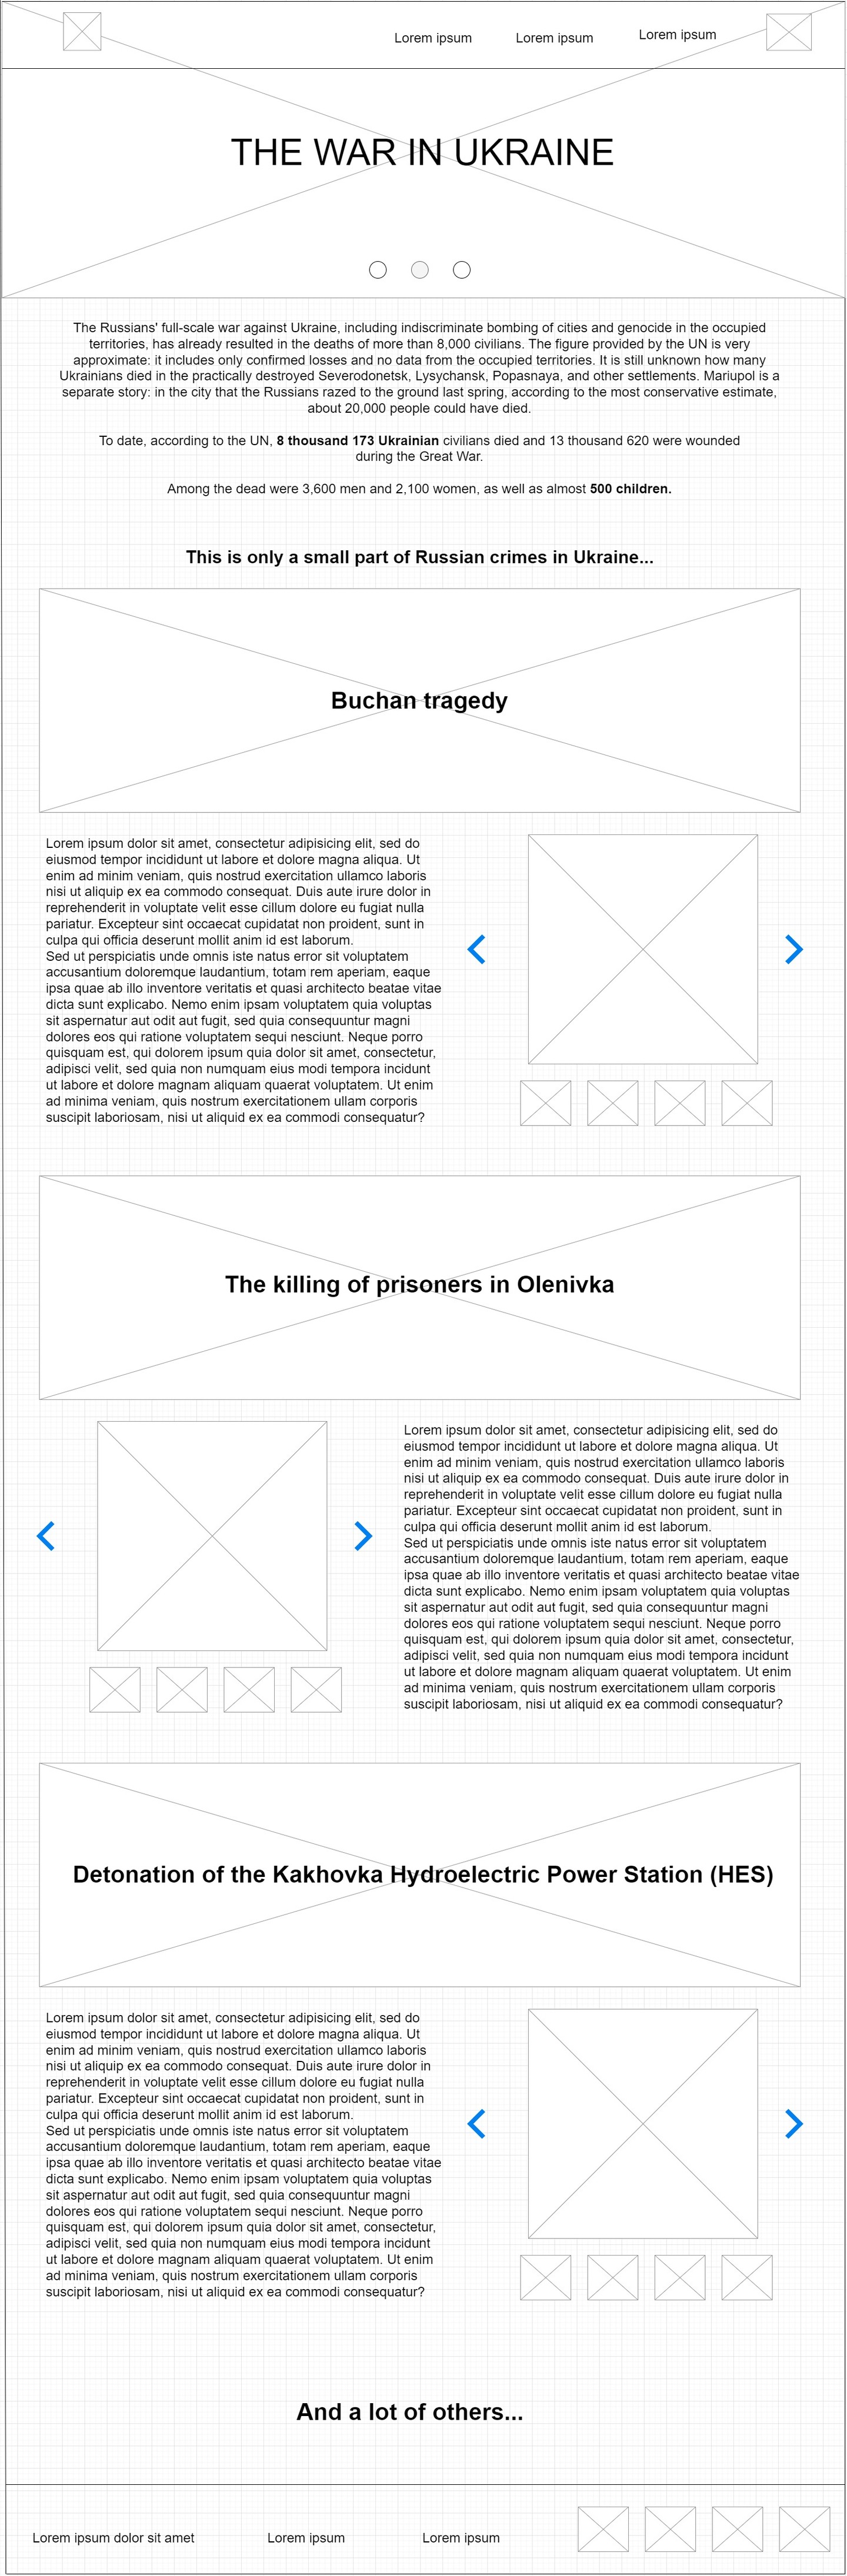 Lorem ipsum
Lorem ipsum
Lorem ipsum
THE WAR IN UKRAINE
The Russians' full-scale war against Ukraine, including indiscriminate bombing of cities and genocide in the occupied
territories, has already resulted in the deaths of more than 8,000 civilians. The figure provided by the UN is very
approximate: it includes only confirmed losses and no data from the occupied territories. It is still unknown how many
Ukrainians died in the practically destroyed Severodonetsk, Lysychansk, Popasnaya, and other settlements. Mariupol is a
separate story: in the city that the Russians razed to the ground last spring, according to the most conservative estimate,
about 20,000 people could have died.
To date, according to the UN, 8 thousand 173 Ukrainian civilians died and 13 thousand 620 were wounded
during the Great War.
Among the dead were 3,600 men and 2,100 women, as well as almost 500 children.
This is only a small part of Russian crimes in Ukraine...
Buchan tragedy
Lorem ipsum dolor sit amet, consectetur adipisicing elit, sed do
eiusmod tempor incididunt ut labore et dolore magna aliqua. Ut
enim ad minim veniam, quis nostrud exercitation ullamco laboris
nisi ut aliquip ex ea commodo consequat. Duis aute irure dolor in
reprehenderit in voluptate velit esse cillum dolore eu fugiat nulla
pariatur. Excepteur sint occaecat cupidatat non proident, sunt in
culpa qui officia deserunt mollit anim id est laborum.
Sed ut perspiciatis unde omnis iste natus error sit voluptatem
accusantium doloremque laudantium, totam rem aperiam, eaque
ipsa quae ab illo inventore veritatis et quasi architecto beatae vitae
dicta sunt explicabo. Nemo enim ipsam voluptatem quia voluptas
sit aspernatur aut odit aut fugit, sed quia consequuntur magni
dolores eos qui ratione voluptatem sequi nesciunt. Neque porro
quisquam est, qui dolorem ipsum quia dolor sit amet, consectetur,
adipisci velit, sed quia non numquam eius modi tempora incidunt
ut labore et dolore magnam aliquam quaerat voluptatem. Ut enim
ad minima veniam, quis nostrum exercitationem ullam corporis
suscipit laboriosam, nisi ut aliquid ex ea commodi consequatur?
The killing of prisoners in Olenivka
Lorem ipsum dolor sit amet, consectetur adipisicing elit, sed do
eiusmod tempor incididunt ut labore et dolore magna aliqua. Ut
enim ad minim veniam, quis nostrud exercitation ullamco laboris
nisi ut aliquip ex ea commodo consequat. Duis aute irure dolor in
reprehenderit in voluptate velit esse cillum dolore eu fugiat nulla
pariatur. Excepteur sint occaecat cupidatat non proident, sunt in
culpa qui officia deserunt mollit anim id est laborum.
Sed ut perspiciatis unde omnis iste natus error sit voluptatem
accusantium doloremque laudantium, totam rem aperiam, eaque
ipsa quae ab illo inventore veritatis et quasi architecto beatae vitae
dicta sunt explicabo. Nemo enim ipsam voluptatem quia voluptas
sit aspernatur aut odit aut fugit, sed quia consequuntur magni
dolores eos qui ratione voluptatem sequi nesciunt. Neque porro
quisquam est, qui dolorem ipsum quia dolor sit amet, consectetur,
adipisci velit, sed quia non numquam eius modi tempora incidunt
ut labore et dolore magnam aliquam quaerat voluptatem. Ut enim
ad minima veniam, quis nostrum exercitationem ullam corporis
suscipit laboriosam, nisi ut aliquid ex ea commodi consequatur?
Detonation of the Kakhovka Hydroelectric Power Station (HES)
Lorem ipsum dolor sit amet, consectetur adipisicing elit, sed do
eiusmod tempor incididunt ut labore et dolore magna aliqua. Ut
enim ad minim veniam, quis nostrud exercitation ullamco laboris
nisi ut aliquip ex ea commodo consequat. Duis aute irure dolor in
reprehenderit in voluptate velit esse cillum dolore eu fugiat nulla
pariatur. Excepteur sint occaecat cupidatat non proident, sunt in
culpa qui officia deserunt mollit anim id est laborum.
Sed ut perspiciatis unde omnis iste natus error sit voluptatem
accusantium doloremque laudantium, totam rem aperiam, eaque
ipsa quae ab illo inventore veritatis et quasi architecto beatae vitae
dicta sunt explicabo. Nemo enim ipsam voluptatem quia voluptas
sit aspernatur aut odit aut fugit, sed quia consequuntur magni
dolores eos qui ratione voluptatem sequi nesciunt. Neque porro
quisquam est, qui dolorem ipsum quia dolor sit amet, consectetur,
adipisci velit, sed quia non numquam eius modi tempora incidunt
ut labore et dolore magnam aliquam quaerat voluptatem. Ut enim
ad minima veniam, quis nostrum exercitationem ullam corporis
suscipit laboriosam, nisi ut aliquid ex ea commodi consequatur?
And a lot of others...
Lorem ipsum dolor sit amet
Lorem ipsum
Lorem ipsum